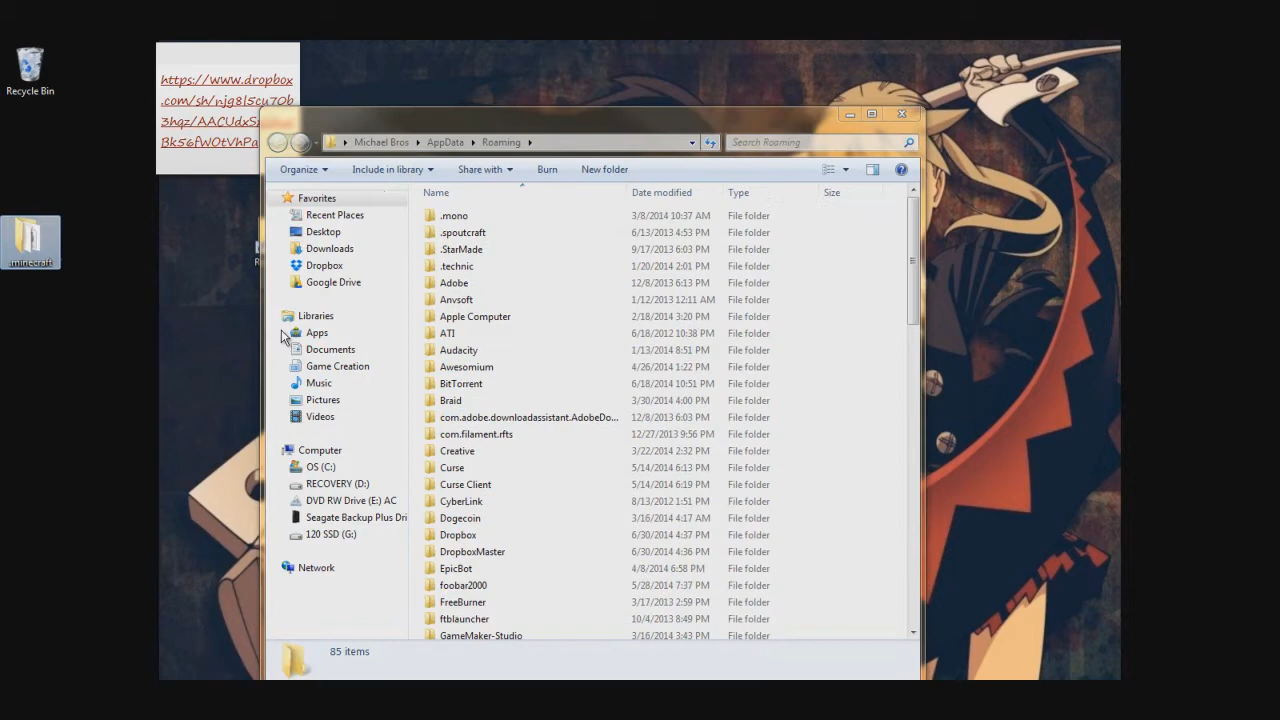 Recycle Bin
.minecraft
https://www.dropbox
.com/sh/njg8l5cu70b
3hqz/
Michael Bros
AppData
Roaming
Search Roaming
Organize
Include in library
Share with
Burn
New folder
Favorites
Recent Places
Desktop
Downloads
Dropbox
Google Drive
Libraries
Apps
Documents
Game Creation
Music
Pictures
Videos
Computer
OS (C:)
RECOVERY (D:)
DVD RW Drive (E:) AC
Seagate Backup Plus Dri
120 SSD (G:)
Network
Name Date modified Type Size
.mono 3/8/2014 10:37 AM File folder
.spoutcraft 6/13/2013 4:53 PM File folder
.StarMade 9/17/2013 6:03 PM File folder
.technic 1/20/2014 2:01 PM File folder
Adobe 12/8/2013 6:13 PM File folder
Anvsoft 1/12/2013 12:11 AM File folder
Apple Computer 2/18/2014 3:20 PM File folder
ATI 6/18/2012 10:38 PM File folder
Audacity 1/13/2014 8:51 PM File folder
Awesomium 4/26/2014 1:22 PM File folder
BitTorrent 6/18/2014 10:51 PM File folder
Braid 3/30/2014 4:00 PM File folder
com.adobe.downloadassistant.AdobeDo... 12/8/2013 6:03 PM File folder
com.filament.rfts 12/27/2013 9:56 PM File folder
Creative 3/22/2014 2:32 PM File folder
Curse 5/14/2014 6:13 PM File folder
Curse Client 5/14/2014 6:19 PM File folder
CyberLink 8/13/2012 1:51 PM File folder
Dogecoin 3/16/2014 4:17 AM File folder
Dropbox 6/30/2014 4:37 PM File folder
DropboxMaster 6/30/2014 4:36 PM File folder
EpicBot 4/8/2014 6:58 PM File folder
foobar2000 5/28/2014 7:37 PM File folder
FreeBurner 3/17/2013 2:59 PM File folder
ftblauncher 10/4/2013 8:49 PM File folder
GameMaker-Studio 3/16/2014 3:43 PM File folder
85 items